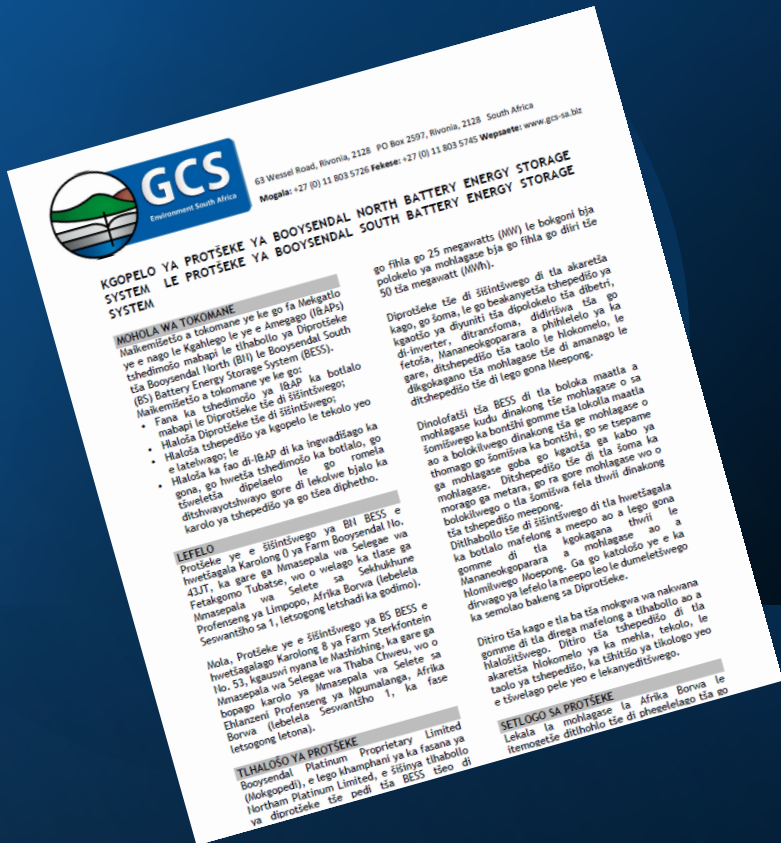 GCS
Environment South Africa
63 Wessel Road, Rivonia, 2128 PO Box 2597, Rivonia, 2128 South Africa
Mogala: +27 (0) 11 803 5726 Fekese: +27 (0) 11 803 5745 Wepsaete: www.gcs-sa.biz
KGOPELO YA PROTŠEKE YA BOOYSENDAL NORTH BATTERY ENERGY STORAGE
SYSTEM LE PROTŠEKE YA BOOYSENDAL SOUTH BATTERY ENERGY STORAGE
SYSTEM
MOHOLA WA TOKOMANE
Maikemišetšo a tokomane ye ke go fa Mekgatlo
ye e nago le Kgahlego le ye e Amegago (I&APs)
tshedimošo mabapi le tlhabollo ya Diprotšeke
tša Booysendal North (BN) le Booysendal South
(BS) Battery Energy Storage System (BESS).
Maikemišetšo a tokomane ye ke go:
• Fana ka tshedimošo ya I&AP ka botlalo
mabapi le Diprotšeke tše di šišintšwego;
• Hlaloša Diprotšeke tše di šišintšwego;
• Hlaloša tshepedišo ya kgopelo le tekolo yeo
e latelwago; le
• Hlaloša ka fao di-I&AP di ka ingwadišago ka
gona, go hwetša tshedimošo ka botlalo, go
tšweletša dipelaelo le go romela
ditshwayotshwayo gore di lekolwe bjalo ka
karolo ya tshepedišo ya go tšea diphetho.
LEFELO
Protšeke ye e šišintšwego ya BN BESS e
hwetšagala Karolong 0 ya Farm Booysendal No,
43JT, ka gare ga Mmasepala wa Selegae wa
Fetakgomo Tubatse, wo o welago ka tlase ga
Mmasepala wa Selete sa Sekhukhune
Profenseng ya Limpopo, Afrika Borwa (lebelela
Seswantšho sa 1, letsogong letshadi ka godimo).
Mola, Protšeke ye e šišintšwego ya BS BESS e
hwetšagalago Karolong 8 ya Farm Sterkfontein
No. 53, kgauswi nyana le Mashishing, ka gare ga
Mmasepala wa Selegae wa Thaba Chweu, wo o
bopago karolo ya Mmasepala wa Selete sa
Ehlanzeni Profenseng ya Mpumalanga, Afrika
Borwa (lebelela Seswantšho 1, ka fase
letsogong letona).
TLHALOŠO YA PROTŠEKE
Booysendal Platinum Proprietary Limited
(Mokgopedi), e lego khamphani ya ka fasana ya
Northam Platinum Limited, e šišinya tlhabollo
ya diprotšeke tše pedi tša BESS tšeo di
go fihla go 25 megawatts (MW) le bokgoni bja
polokelo ya mohlagase bja go fihla go diiri tše
50 tša megawatt (MWh).
Diprotšeke tše di šišintšwego di tla akaretša
kago, go šoma, le go beakanyetša tshepedišo ya
kgaotšo ya diyuniti tša dipolokelo tša dibetri,
di-inverter, ditransfoma, didirišwa tša go
fetoša, Mananeokgoparara a phihlelelo ya ka
gare, ditshepedišo tša taolo le hlokomelo, le
dikgokagano tša mohlagase tše di amanago le
ditshepedišo tše di lego gona Meepong.
Dinolofatši tša BESS di tla boloka maatla a
mohlagase kudu dinakong tše mohlagase o sa
šomišwego ka bontšhi gomme tša lokolla maatla
ao a bolokilwego dinakong tša ge mohlagase o
thomago go šomišwa ka bontšhi, go se tsepame
ga mohlagase goba go kgaotša ga kabo ya
mohlagase. Ditshepedišo tše di tla šoma ka
morago ga metara, go ra gore mohlagase wo o
bolokilwego o tla šomišwa fela thwii dinakong
tša tshepedišo meepong.
Ditlhabollo tše di šišintšwego di tla hwetšagala
ka botlalo mafelong a meepo ao a lego gona
gomme di tla kgokagana thwii le
Mananeokgoparara a mohlagase ao a
hlomilwego Moepong. Ga go katološo ye e ka
dirwago ya lefelo la meepo leo le dumeletšwego
ka semolao bakeng sa Diprotšeke.
Ditiro tša kago e tla ba tša mokgwa wa nakwana
gomme di tla direga mafelong a tlhabollo ao a
hlalošitšwego. Ditiro tša tshepedišo di tla
akaretša hlokomelo ya ka mehla, tekolo, le
taolo ya tshepedišo, ka tšhitišo ya tikologo yeo
e tšwelago pele yeo e lekanyeditšwego.
SETLOGO SA PROTŠEKE
Lekala la mohlagase la Afrika Borwa le
itemogetše ditlhohlo tše di phegelelago tša go